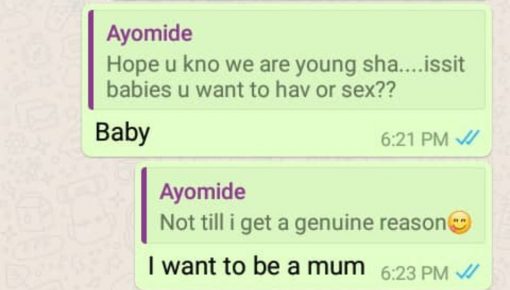 Ayomide
Hope u kno we are young sha....issit
babies u want to hav or sex??
Baby
6:21 PM
Ayomide
Not till i get a genuine reason😋
I want to be a mum
6:23 PM